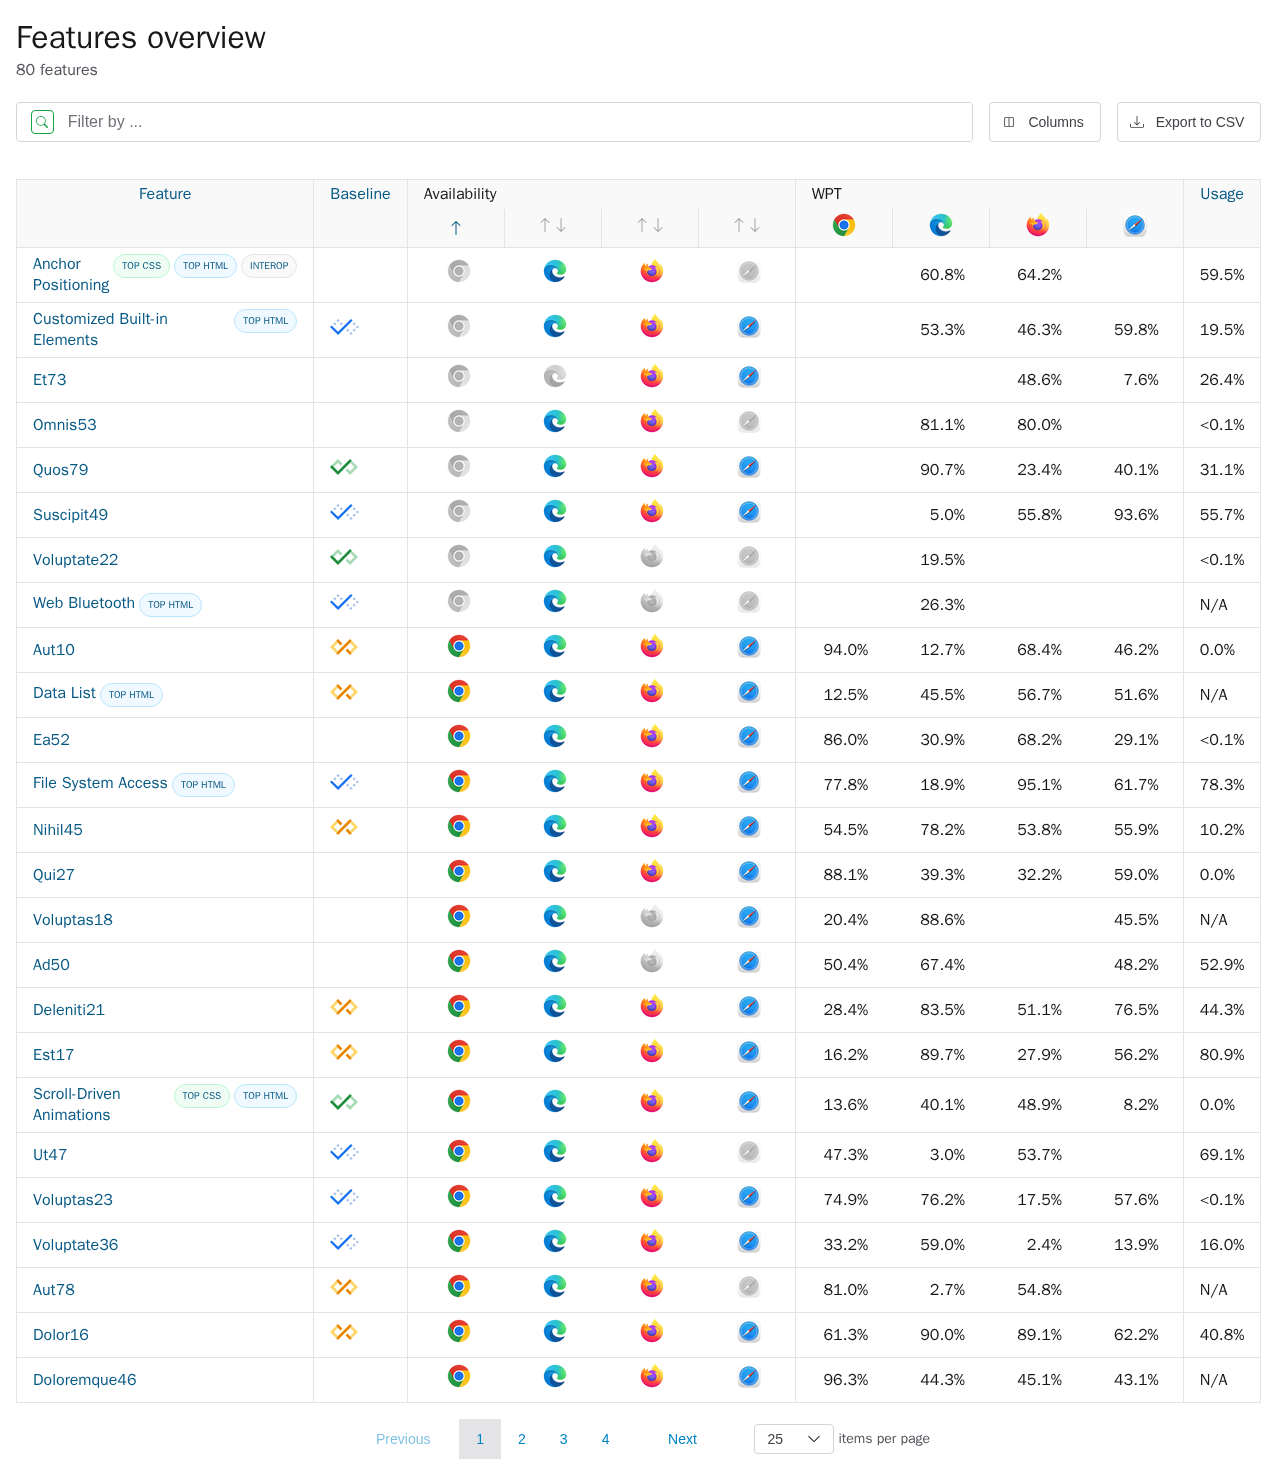 Features overview
80 features
Filter by ...
Columns
Export to CSV
Feature Baseline Availability WPT Usage
Anchor Positioning TOP CSS TOP HTML INTEROP 60.8% 64.2% 59.5%
Customized Built-in Elements TOP HTML 53.3% 46.3% 59.8% 19.5%
Et73 48.6% 7.6% 26.4%
Omnis53 81.1% 80.0% <0.1%
Quos79 90.7% 23.4% 40.1% 31.1%
Suscipit49 5.0% 55.8% 93.6% 55.7%
Voluptate22 19.5% <0.1%
Web Bluetooth TOP HTML 26.3% N/A
Aut10 94.0% 12.7% 68.4% 46.2% 0.0%
Data List TOP HTML 12.5% 45.5% 56.7% 51.6% N/A
Ea52 86.0% 30.9% 68.2% 29.1% <0.1%
File System Access TOP HTML 77.8% 18.9% 95.1% 61.7% 78.3%
Nihil45 54.5% 78.2% 53.8% 55.9% 10.2%
Qui27 88.1% 39.3% 32.2% 59.0% 0.0%
Voluptas18 20.4% 88.6% 45.5% N/A
Ad50 50.4% 67.4% 48.2% 52.9%
Deleniti21 28.4% 83.5% 51.1% 76.5% 44.3%
Est17 16.2% 89.7% 27.9% 56.2% 80.9%
Scroll-Driven Animations TOP CSS TOP HTML 13.6% 40.1% 48.9% 8.2% 0.0%
Ut47 47.3% 3.0% 53.7% 69.1%
Voluptas23 74.9% 76.2% 17.5% 57.6% <0.1%
Voluptate36 33.2% 59.0% 2.4% 13.9% 16.0%
Aut78 81.0% 2.7% 54.8% N/A
Dolor16 61.3% 90.0% 89.1% 62.2% 40.8%
Doloremque46 96.3% 44.3% 45.1% 43.1% N/A
Previous 1 2 3 4 Next 25 items per page